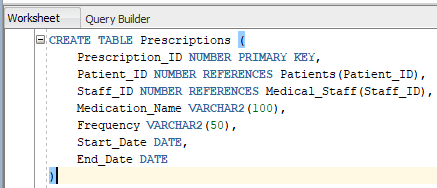 Worksheet Query Builder
CREATE TABLE Prescriptions (
Prescription_ID NUMBER PRIMARY KEY,
Patient_ID NUMBER REFERENCES Patients(Patient_ID),
Staff_ID NUMBER REFERENCES Medical_Staff(Staff_ID),
Medication_Name VARCHAR2(100),
Frequency VARCHAR2(50),
Start_Date DATE,
End_Date DATE
)